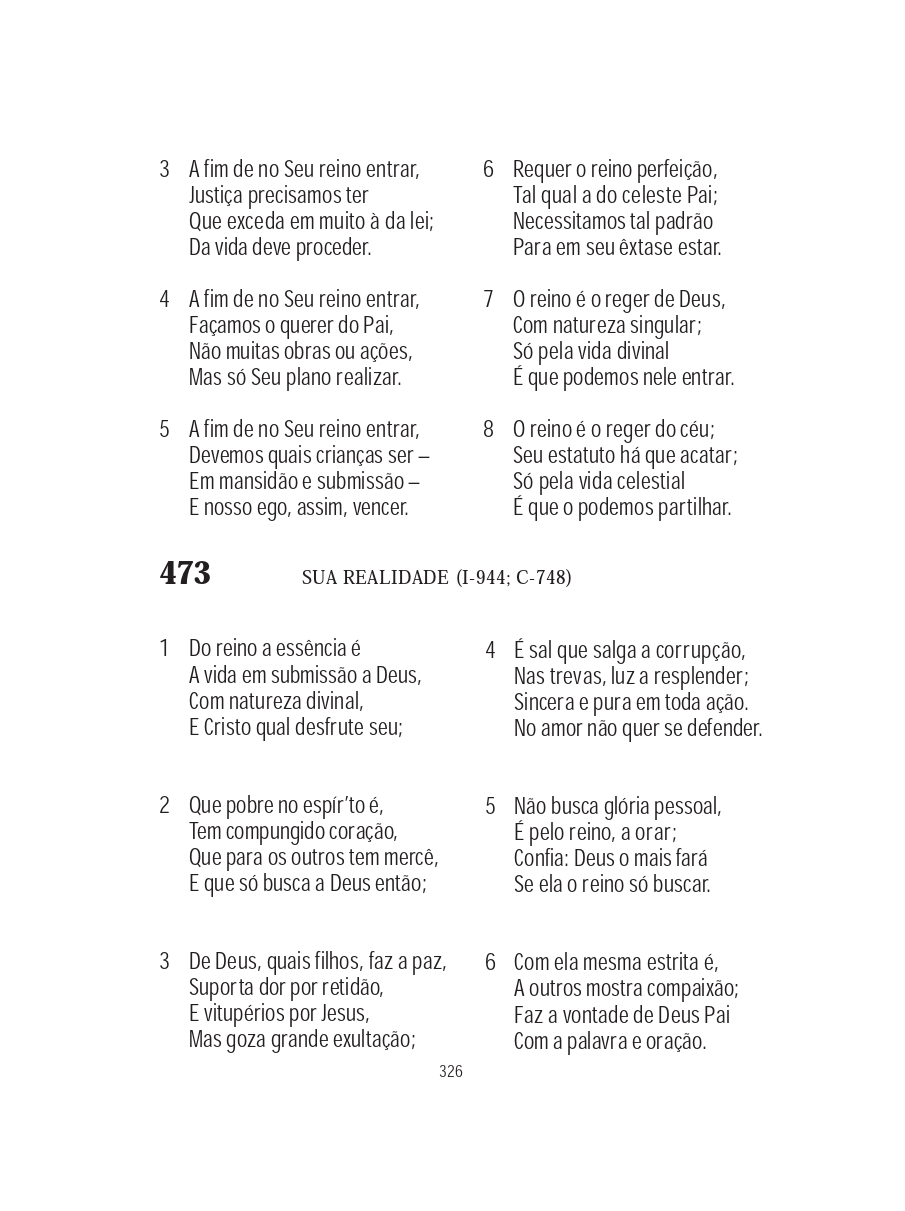 3 A fim de no Seu reino entrar,
Justiça precisamos ter
Que exceda em muito à da lei;
Da vida deve proceder.
4 A fim de no Seu reino entrar,
Façamos o querer do Pai,
Não muitas obras ou ações,
Mas só Seu plano realizar.
5 A fim de no Seu reino entrar,
Devemos quais crianças ser –
Em mansidão e submissão –
E nosso ego, assim, vencer.
6 Requer o reino perfeição,
Tal qual a do celeste Pai;
Necessitamos tal padrão
Para em seu êxtase estar.
7 O reino é o reger de Deus,
Com natureza singular;
Só pela vida divinal
É que podemos nele entrar.
8 O reino é o reger do céu;
Seu estatuto há que acatar;
Só pela vida celestial
É que o podemos partilhar.
473 SUA REALIDADE (I-944; C-748)
1 Do reino a essência é
A vida em submissão a Deus,
Com natureza divinal,
E Cristo qual desfrute seu;
2 Que pobre no espír’to é,
Tem compungido coração,
Que para os outros tem mercê,
E que só busca a Deus então;
3 De Deus, quais filhos, faz a paz,
Suporta dor por retidão,
E vitupérios por Jesus,
Mas goza grande exultação;
4 É sal que salga a corrupção,
Nas trevas, luz a resplender;
Sincera e pura em toda ação.
No amor não quer se defender.
5 Não busca glória pessoal,
É pelo reino, a orar;
Confia: Deus o mais fará
Se ela o reino só buscar.
6 Com ela mesma estrita é,
A outros mostra compaixão;
Faz a vontade de Deus Pai
Com a palavra e oração.
326